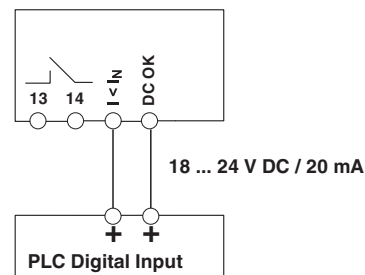 13 14 I < IN DC OK
18 ... 24 V DC / 20 mA
+ +
PLC Digital Input